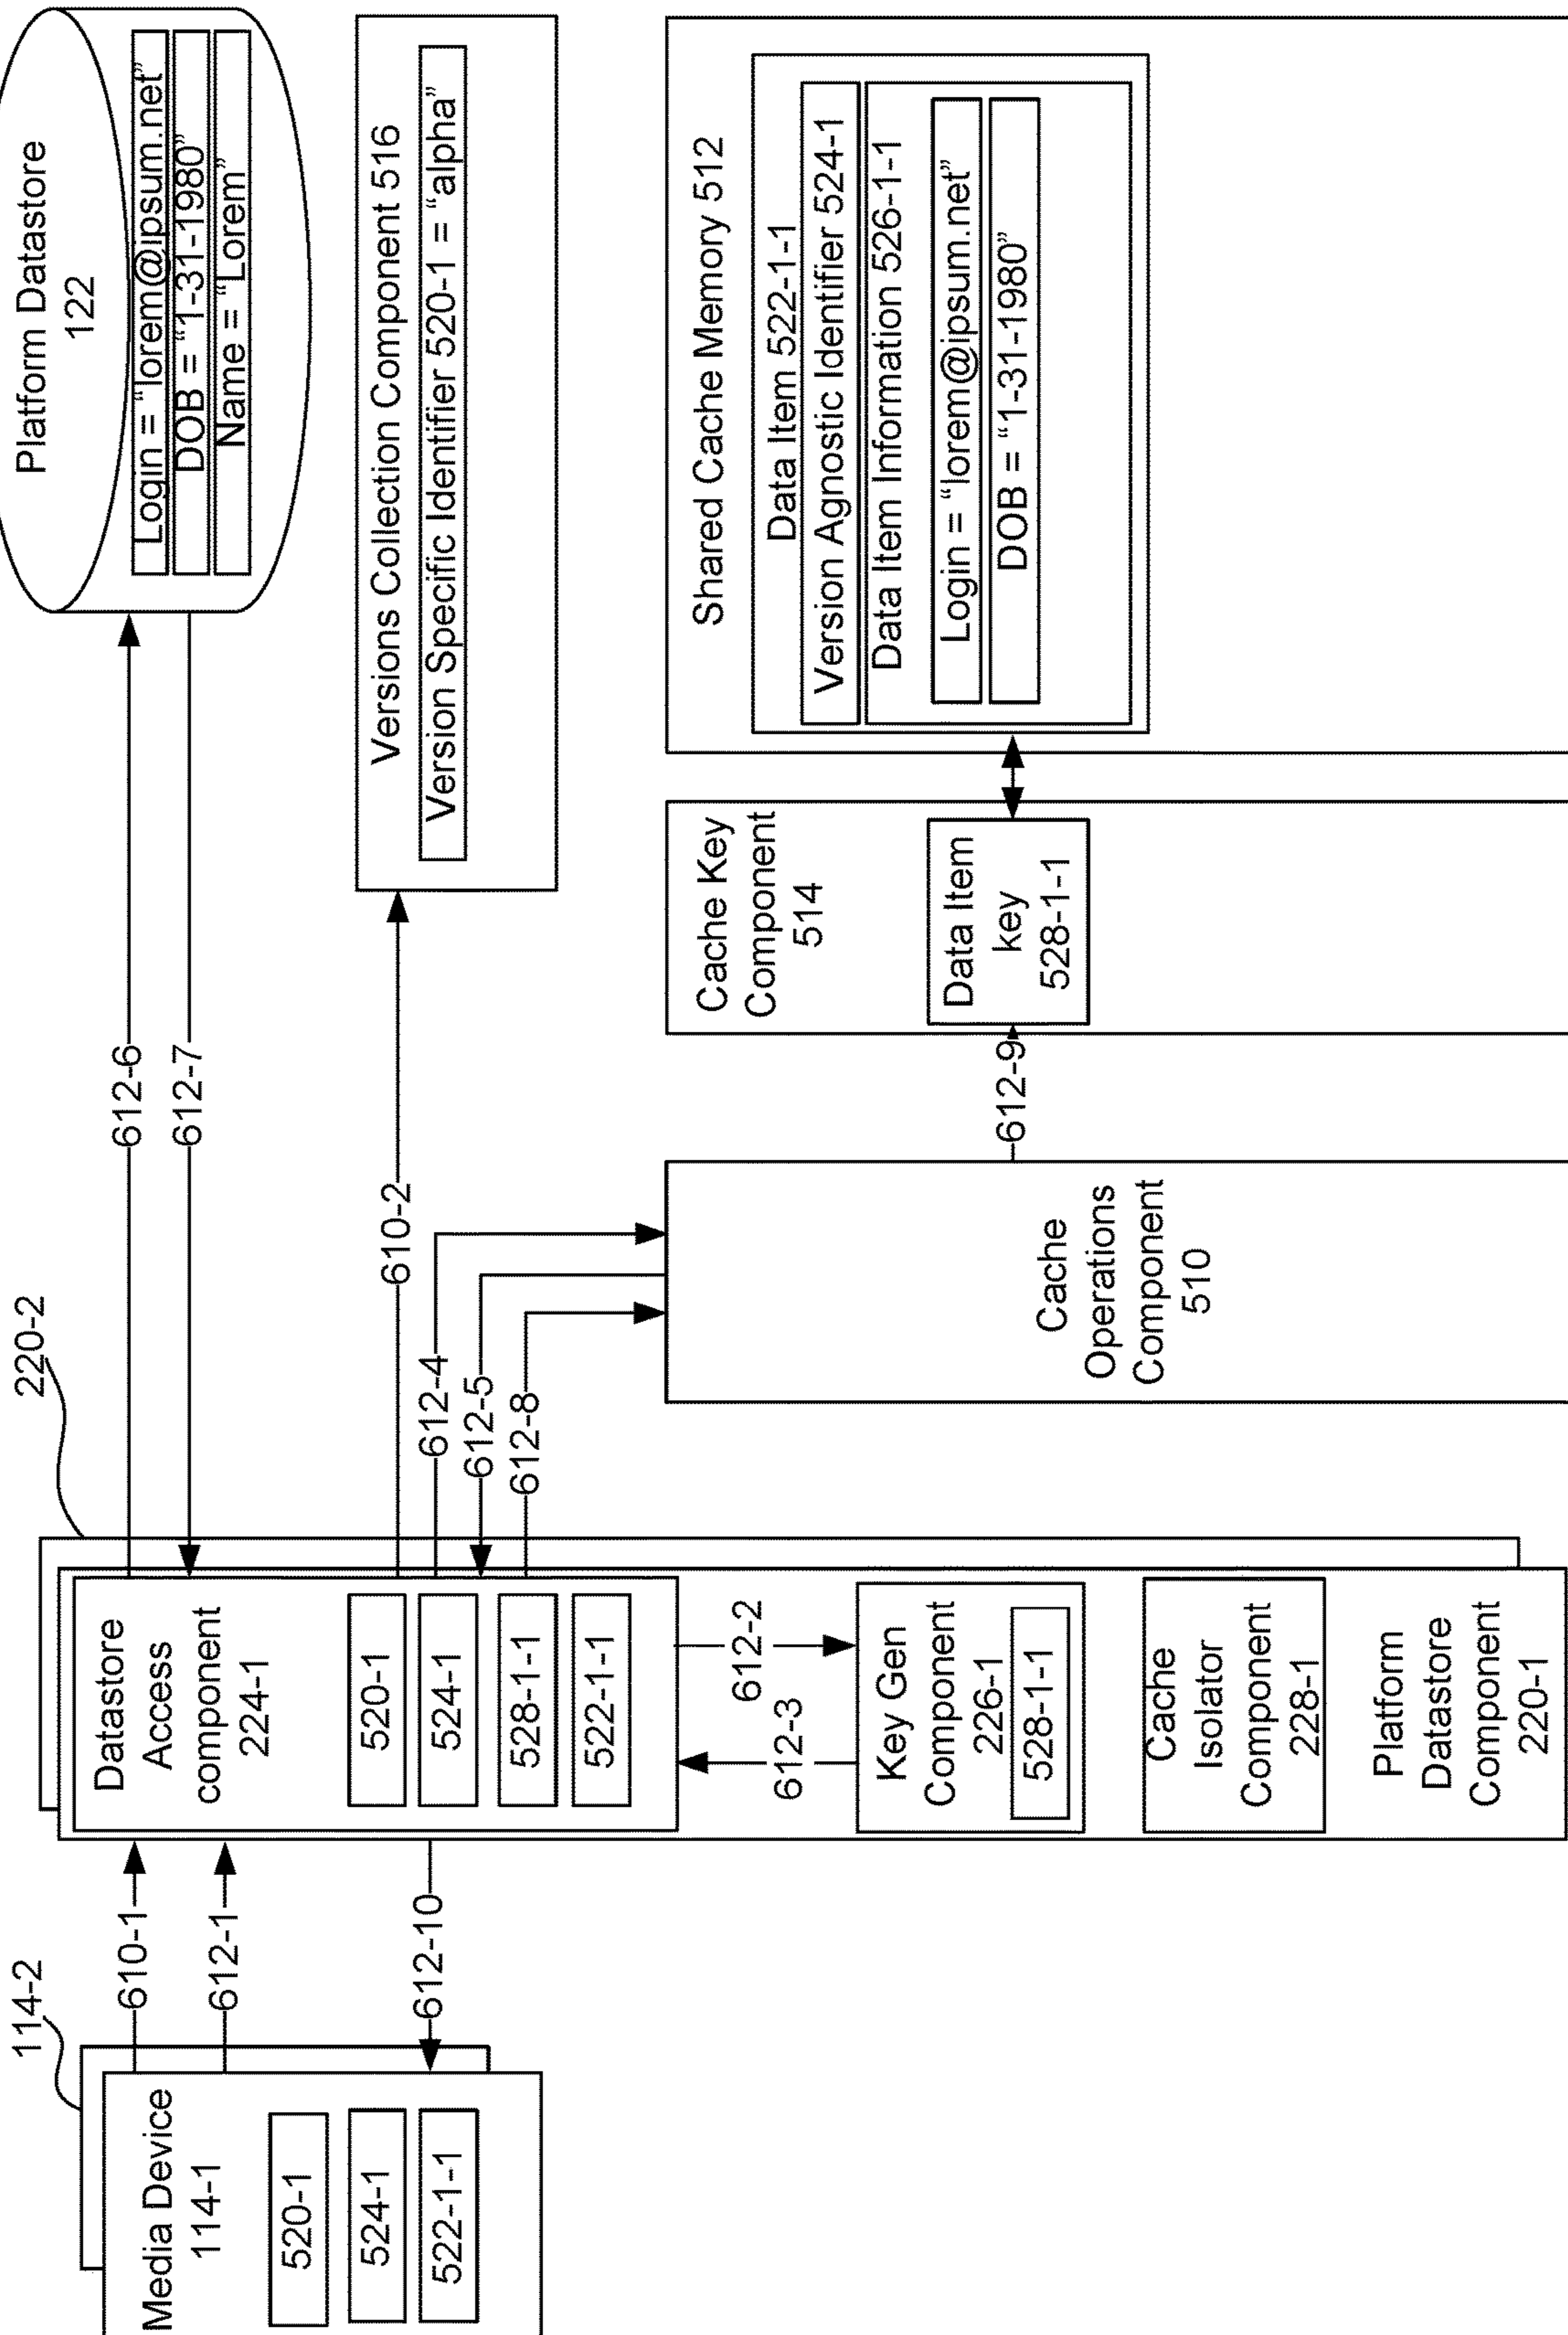 114-2
Media Device
114-1
520-1
524-1
522-1-1
610-1
612-1
612-10
220-2
Datastore
Access
component
224-1
520-1
524-1
528-1-1
522-1-1
612-2
612-3
Key Gen
Component
226-1
528-1-1
Cache
Isolator
Component
228-1
Platform
Datastore
Component
220-1
612-6
612-7
610-2
612-4
612-5
612-8
Cache
Operations
Component
510
612-9
Cache Key
Component
514
Data Item
key
528-1-1
Platform Datastore
122
Login = “lorem@ipsum.net”
DOB = “1-31-1980”
Name = “Lorem”
Versions Collection Component 516
Version Specific Identifier 520-1 = “alpha”
Shared Cache Memory 512
Data Item 522-1-1
Version Agnostic Identifier 524-1
Data Item Information 526-1-1
Login = “lorem@ipsum.net”
DOB = “1-31-1980”